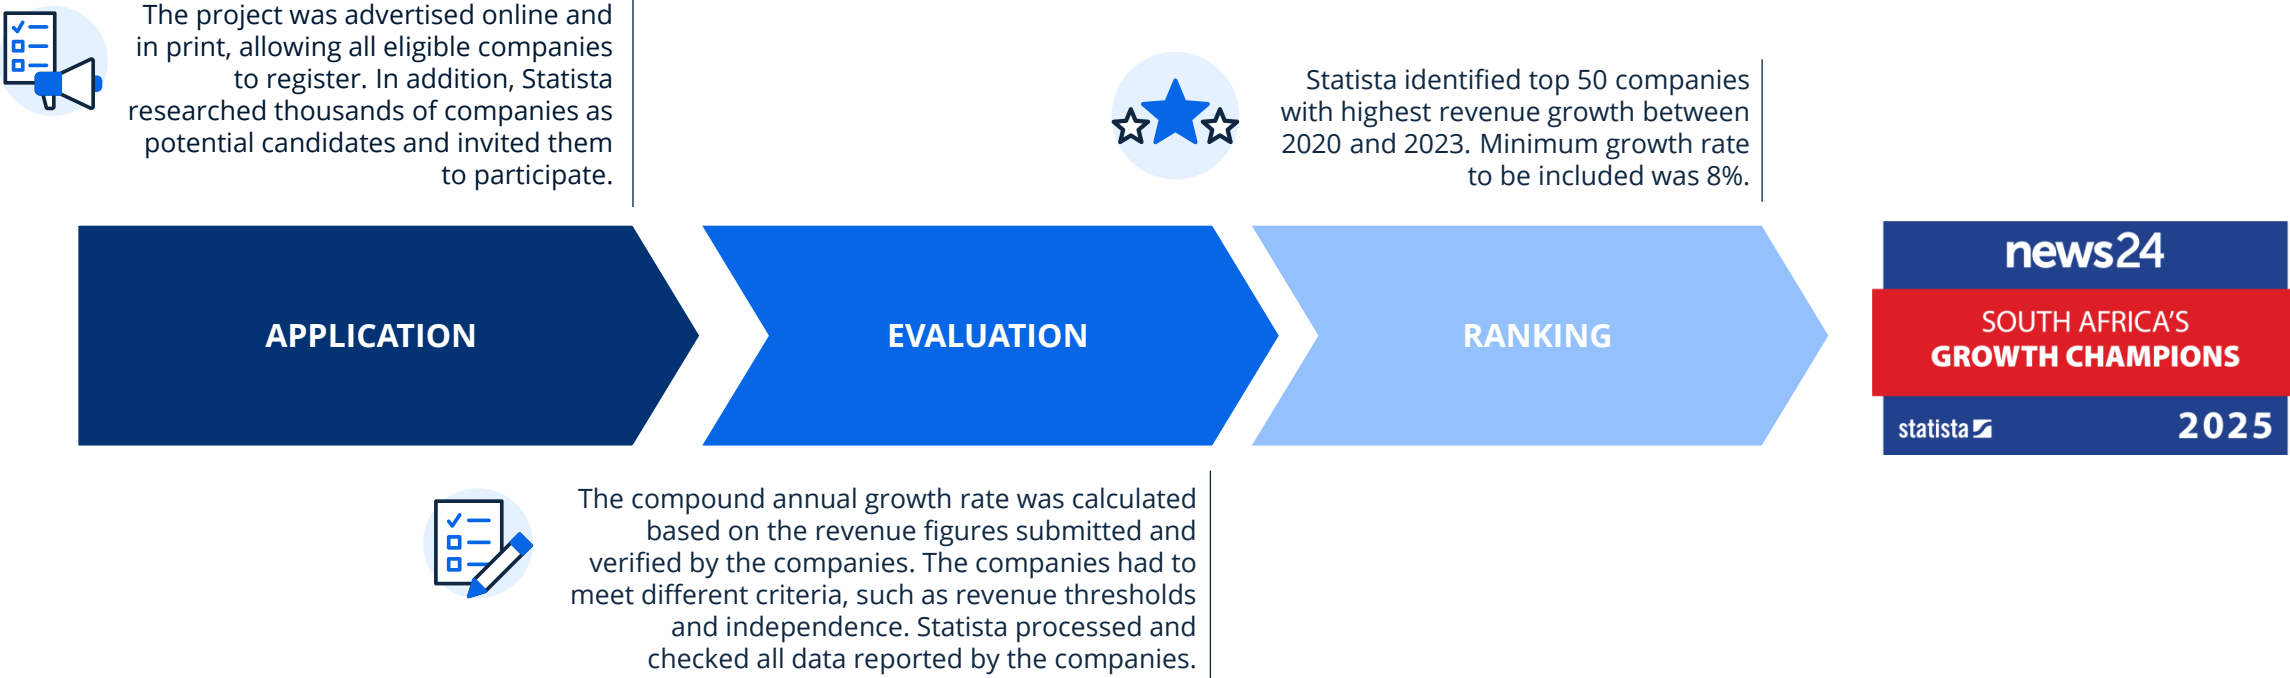 The project was advertised online and
in print, allowing all eligible companies
to register. In addition, Statista
researched thousands of companies as
potential candidates and invited them
to participate.
Statista identified top 50 companies
with highest revenue growth between
2020 and 2023. Minimum growth rate
to be included was 8%.
APPLICATION
EVALUATION
RANKING
news24
SOUTH AFRICA'S
GROWTH CHAMPIONS
statista
2025
The compound annual growth rate was calculated
based on the revenue figures submitted and
verified by the companies. The companies had to
meet different criteria, such as revenue thresholds
and independence. Statista processed and
checked all data reported by the companies.